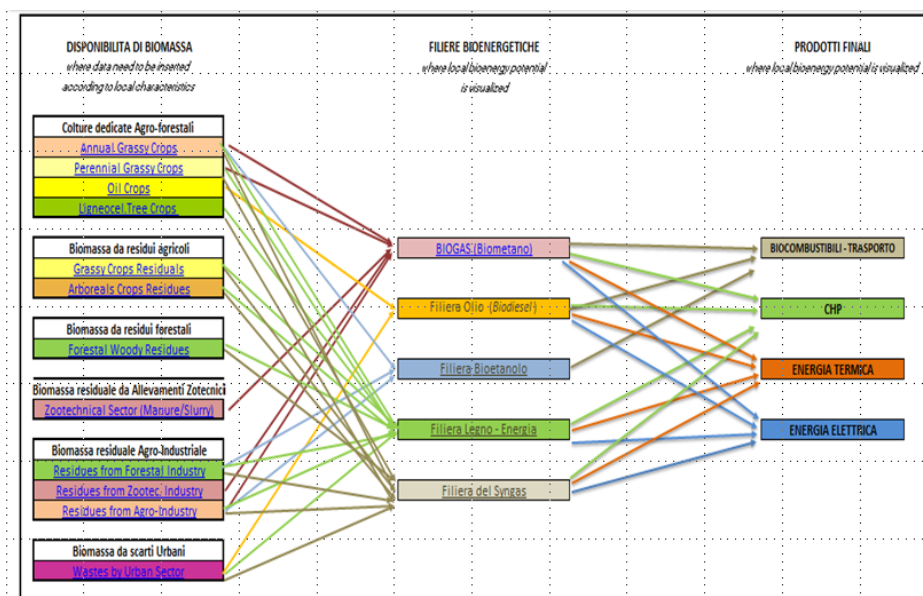 DISPONIBILITA DI BIOMASSA
where data need to be inserted
according to local characteristics
Colture dedicate Agro-forestali
Annual Grassy Crops
Perennial Grassy Crops
Oil Crops
Ligneocel.Tree Crops
Biomassa da residui agricoli
Grassy Crops Residuals
Arboreals Crops Residues
Biomassa da residui forestali
Forestal Woody Residues
Biomassa residuale da Allevamenti Zotecnici
Zootechnical Sector (Manure/Slurry)
Biomassa residuale Agro-Industriale
Residues from Forestal Industry
Residues from Zootec. Industry
Residues from Agro-Industry
Biomassa da scarti Urbani
Wastes by Urban Sector
FILIERE BIOENERGETICHE
where local bioenergy potential
is visualized
BIOGAS (Biometano)
Filiera Olio (Biodiesel)
Filiera Bioetanolo
Filiera Legno - Energia
Filiera del Syngas
PRODOTTI FINALI
where local bioenergy potential is visualized
BIOCOMBUSTIBILI - TRASPORTO
CHP
ENERGIA TERMICA
ENERGIA ELETTRICA